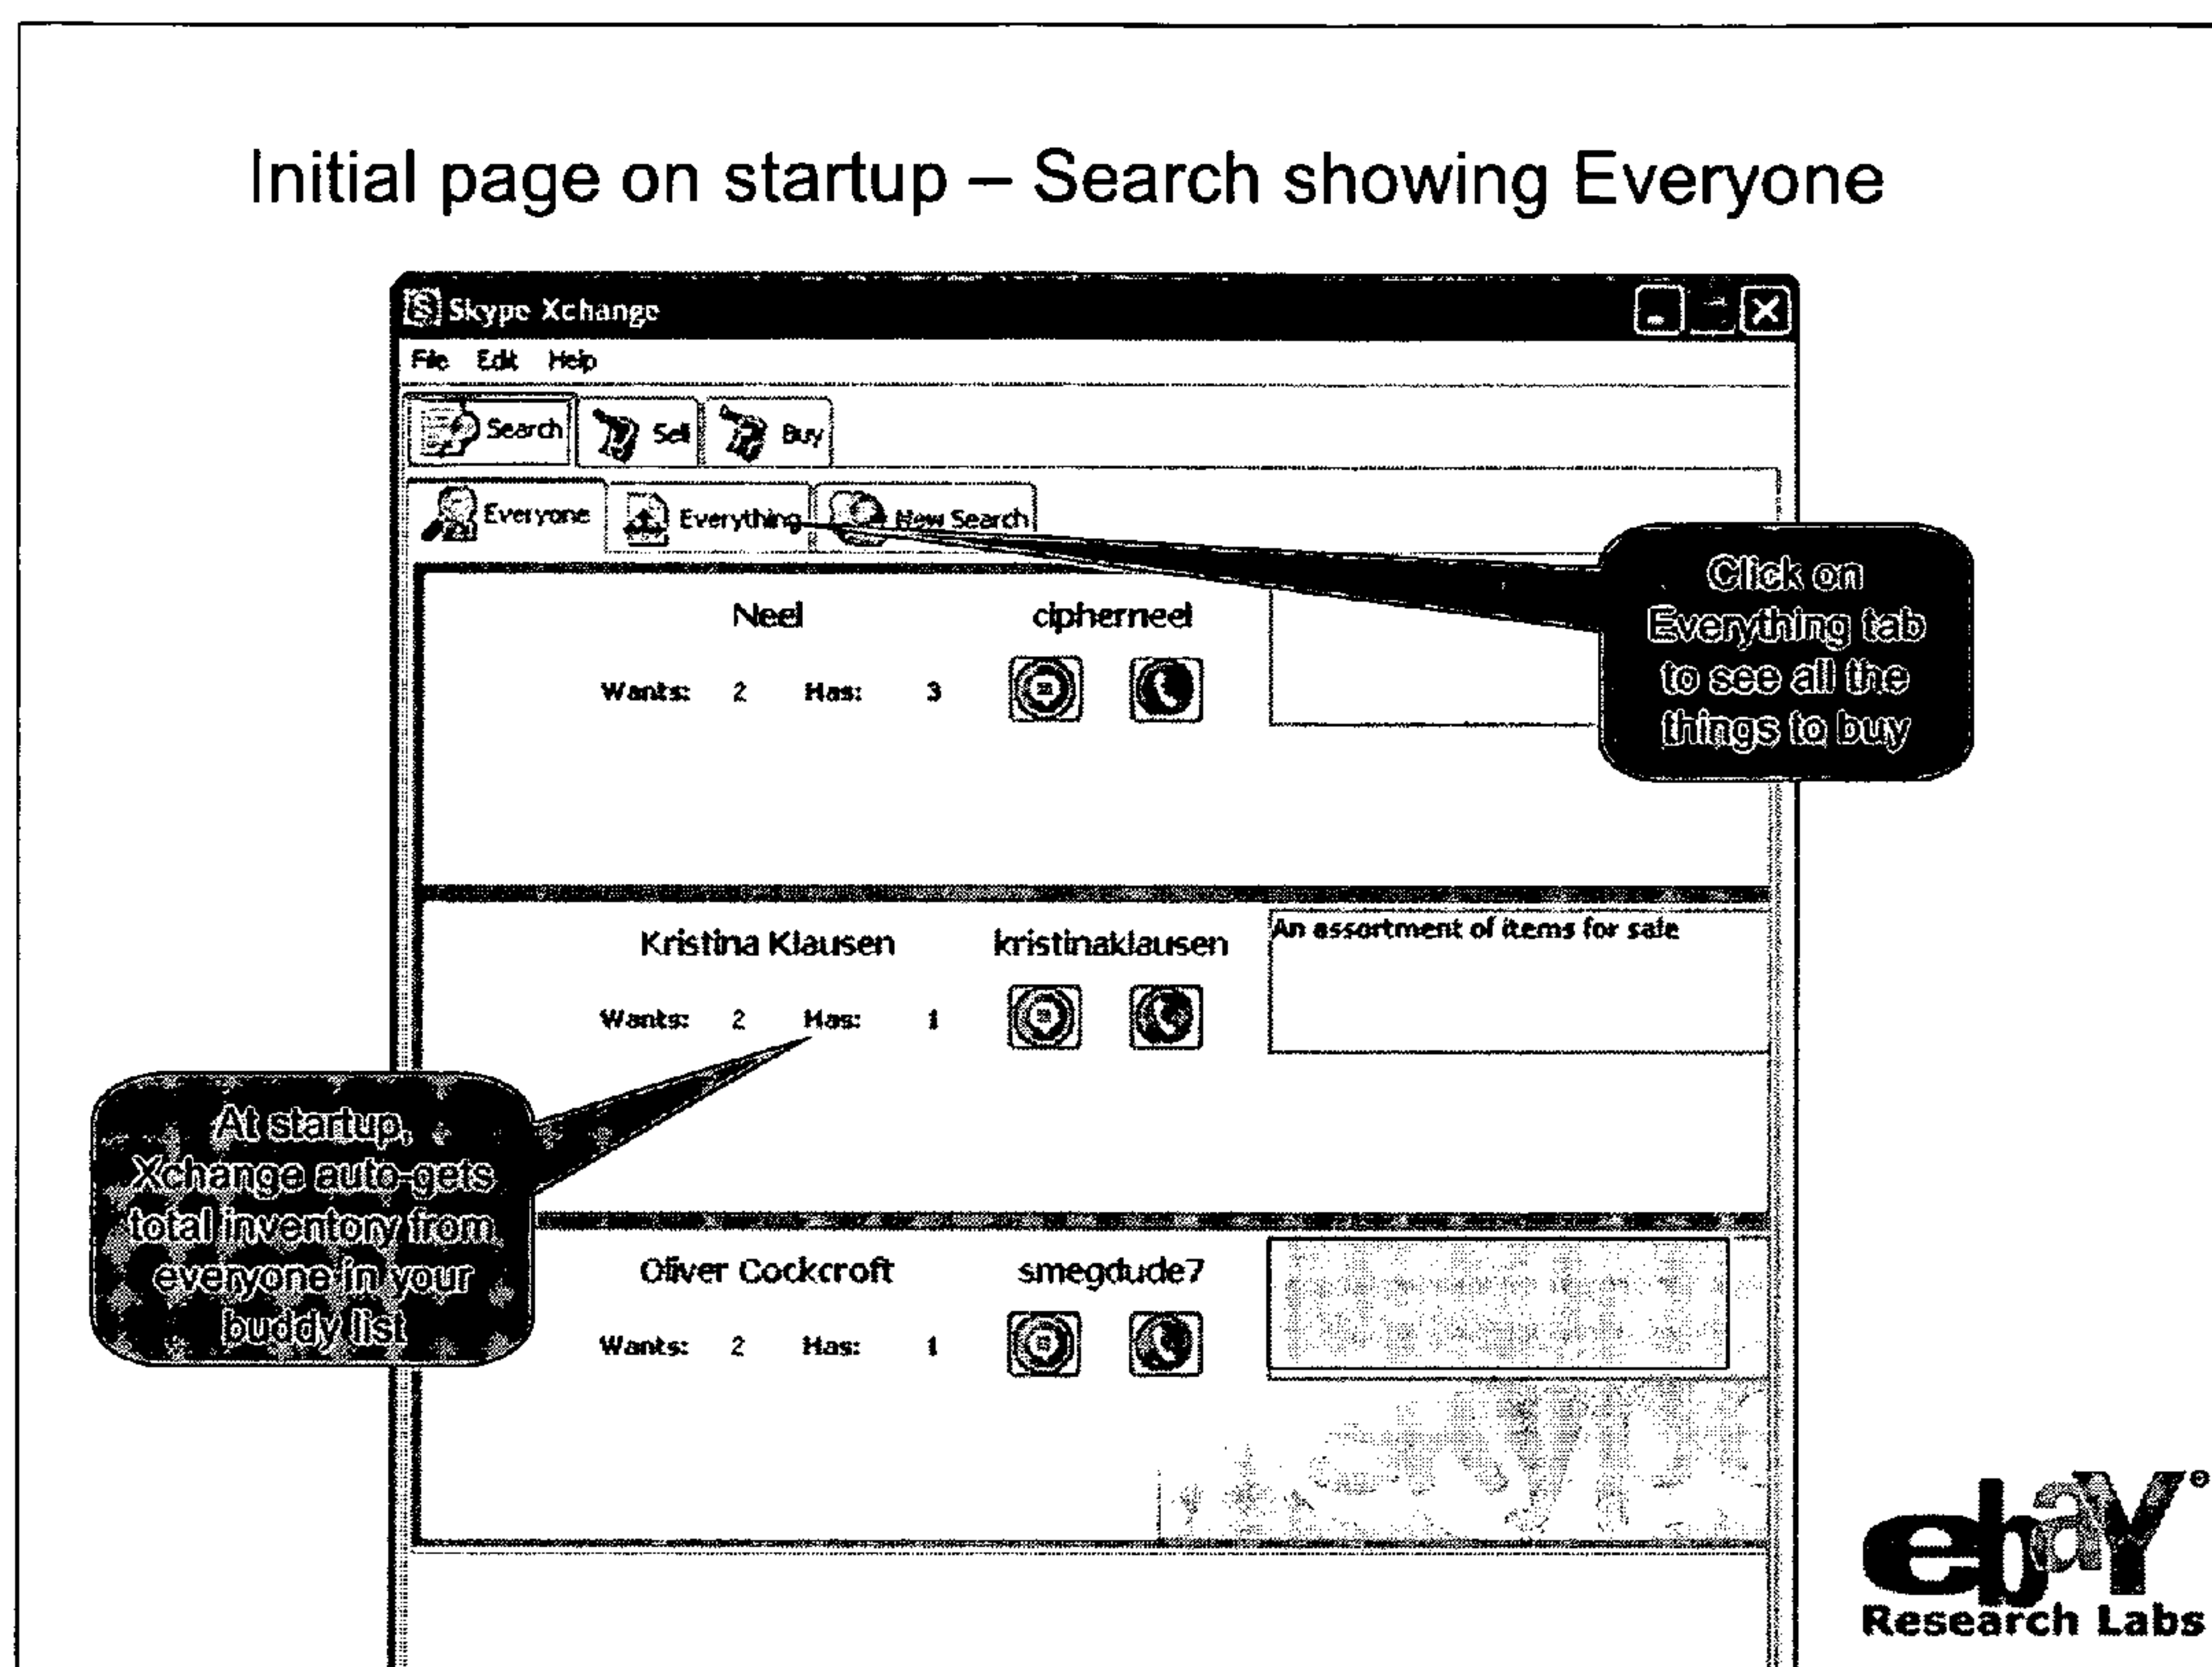 Initial page on startup – Search showing Everyone
Skype Xchange
File Edit Help
Search Sell Buy
Everyone Everything New Search
Click on
Everything tab
to see all the
things to buy
Neel cipherneel
Wants: 2 Has: 3
Kristina Klausen kristinaklausen
An assortment of items for sale
Wants: 2 Has: 1
At startup,
Xchange auto-gets
total inventory from
everyone in your
buddy list
Oliver Cockcroft smegdude7
Wants: 2 Has: 1
ebaY®
Research Labs